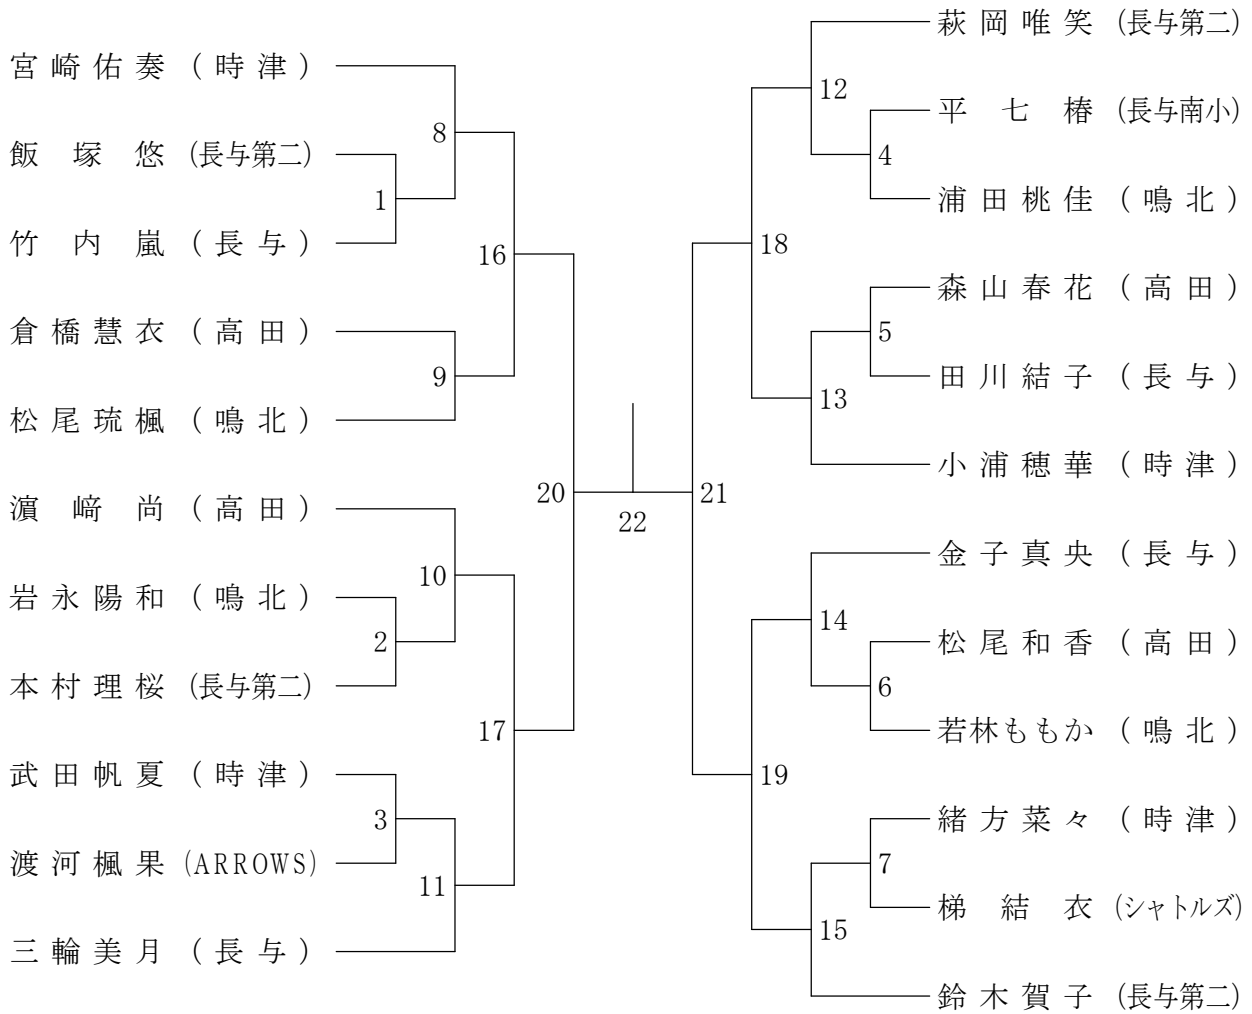 宮崎佑奏 (時津)
飯塚悠 (長与第二)
竹内嵐 (長与)
倉橋慧衣 (高田)
松尾琉楓 (鳴北)
濵﨑尚 (高田)
岩永陽和 (鳴北)
本村理桜 (長与第二)
武田帆夏 (時津)
渡河楓果 (ARROWS)
三輪美月 (長与)
1
2
3
8
9
10
11
16
17
20
22
21
18
19
12
13
14
15
4
5
6
7
萩岡唯笑 (長与第二)
平七椿 (長与南小)
浦田桃佳 (鳴北)
森山春花 (高田)
田川結子 (長与)
小浦穂華 (時津)
金子真央 (長与)
松尾和香 (高田)
若林ももか (鳴北)
緒方菜々 (時津)
梯結衣 (シャトルズ)
鈴木賀子 (長与第二)